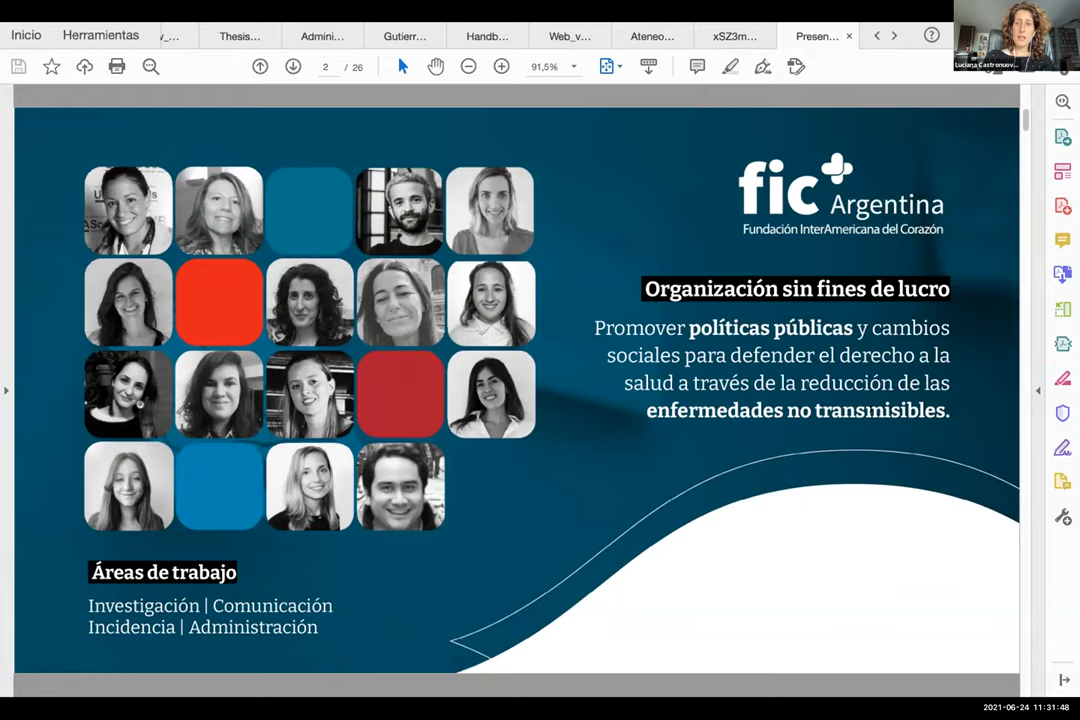 Inicio
Herramientas
Thesis...
Admini...
Gutierr...
Handb...
Web_v...
Ateneo...
xSZ3m...
Presen...
2 / 26
91,5%
Luciana Castronuov...
fic Argentina
Fundación InterAmericana del Corazón
Organización sin fines de lucro
Promover políticas públicas y cambios
sociales para defender el derecho a la
salud a través de la reducción de las
enfermedades no transmisibles.
Áreas de trabajo
Investigación | Comunicación
Incidencia | Administración
2021-06-24 11:31:48